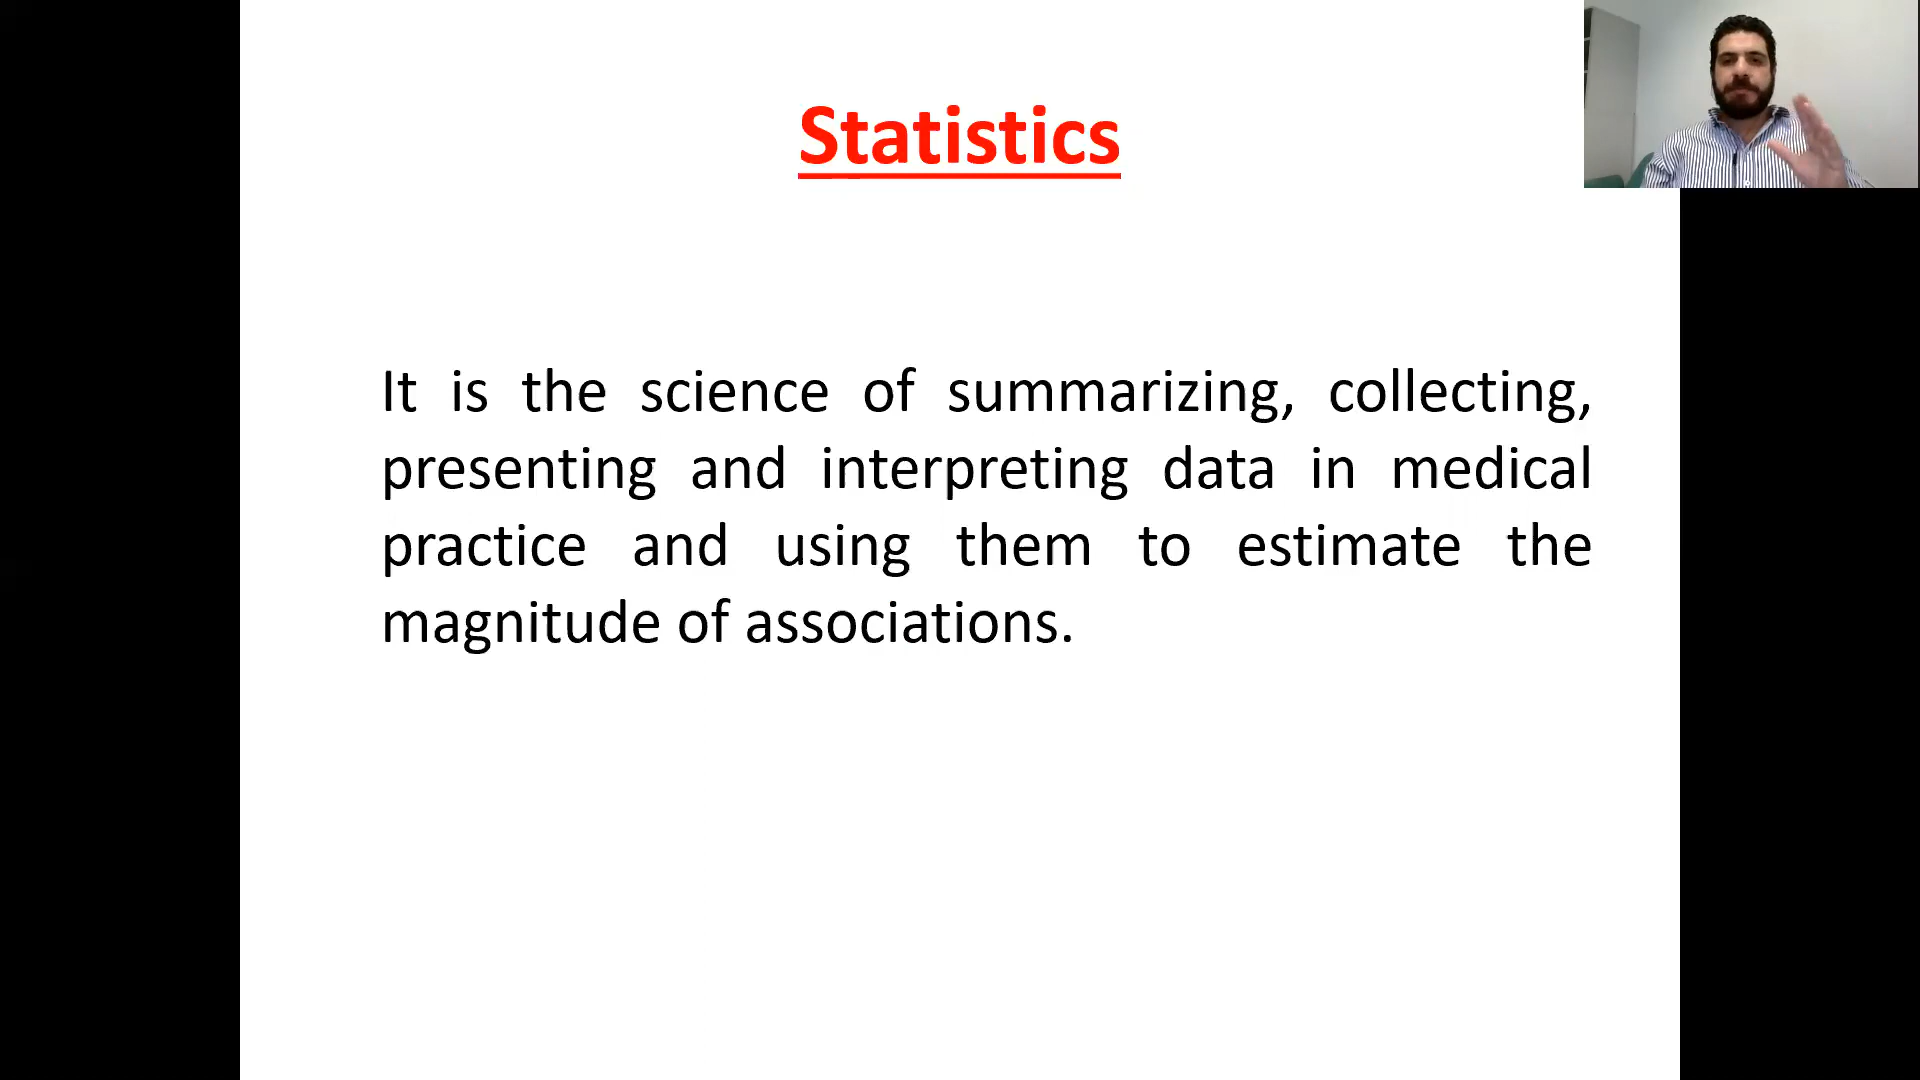 Statistics
It is the science of summarizing, collecting,
presenting and interpreting data in medical
practice and using them to estimate the
magnitude of associations.